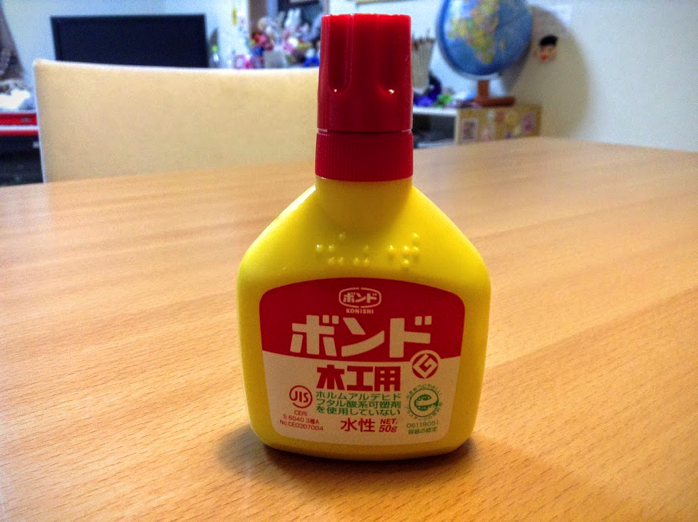 ボンド
KONISHI
ボンド
木工用
JIS
ホルムアルデヒド
フタル酸系可塑剤
を使用していない
水性 NET. 50g